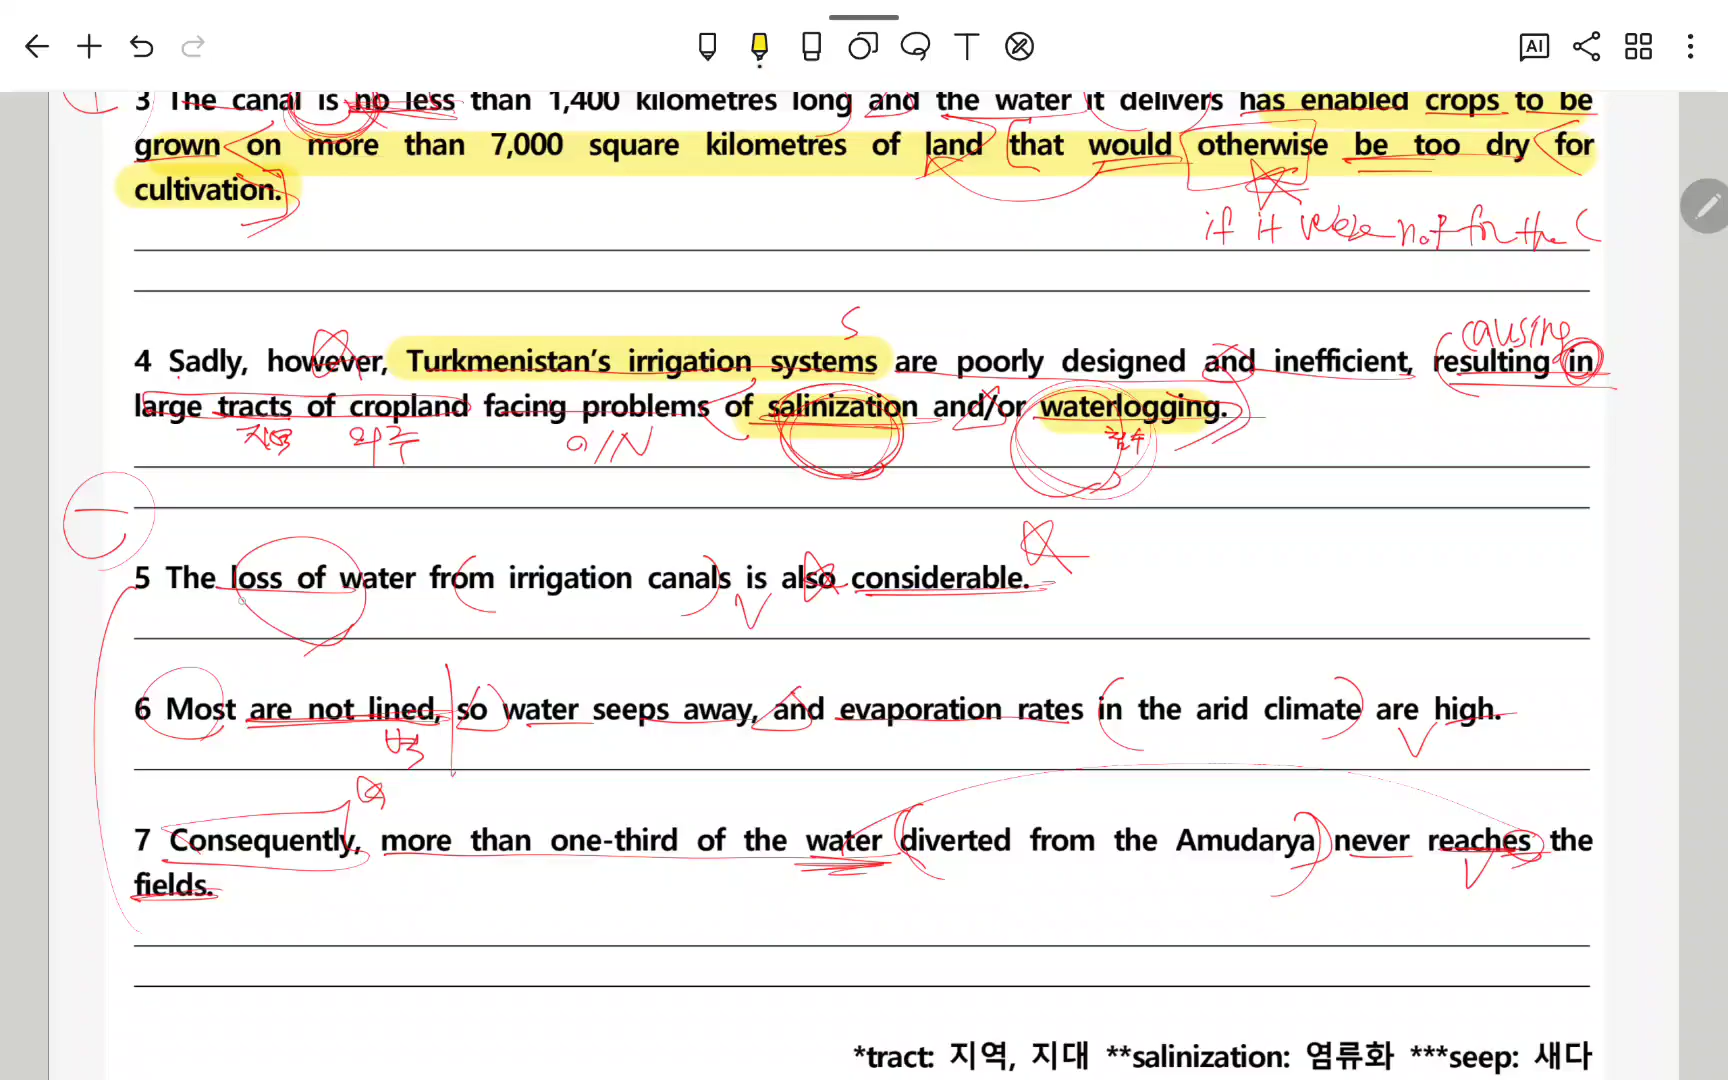 AI
3 The canal is no less than 1,400 kilometres long and the water it delivers has enabled crops to be
grown on more than 7,000 square kilometres of land that would otherwise be too dry for
cultivation.
if it were not for the
S
causing
4 Sadly, however, Turkmenistan's irrigation systems are poorly designed and inefficient, resulting in
large tracts of cropland facing problems of salinization and/or waterlogging.
지역
침수
5 The loss of water from irrigation canals is also considerable.
V
6 Most are not lined, so water seeps away, and evaporation rates in the arid climate are high.
V
7 Consequently, more than one-third of the water diverted from the Amudarya never reaches the
V
fields.
*tract: 지역, 지대 **salinization: 염류화 ***seep: 새다